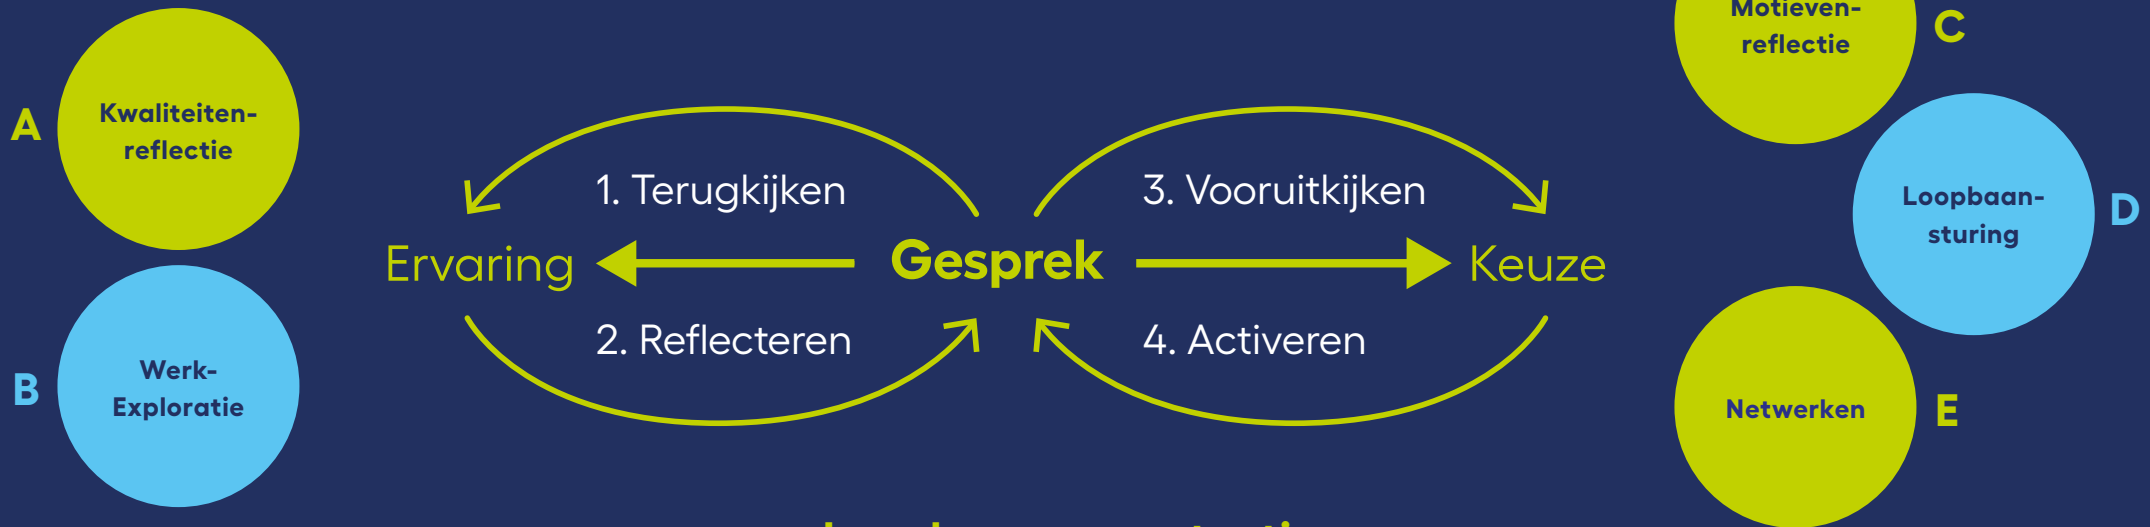 A
Kwaliteiten-
reflectie
B
Werk-
Exploratie
1. Terugkijken
3. Vooruitkijken
Ervaring
Gesprek
Keuze
2. Reflecteren
4. Activeren
Motieven-
reflectie
C
Loopbaan-
sturing
D
Netwerken
E